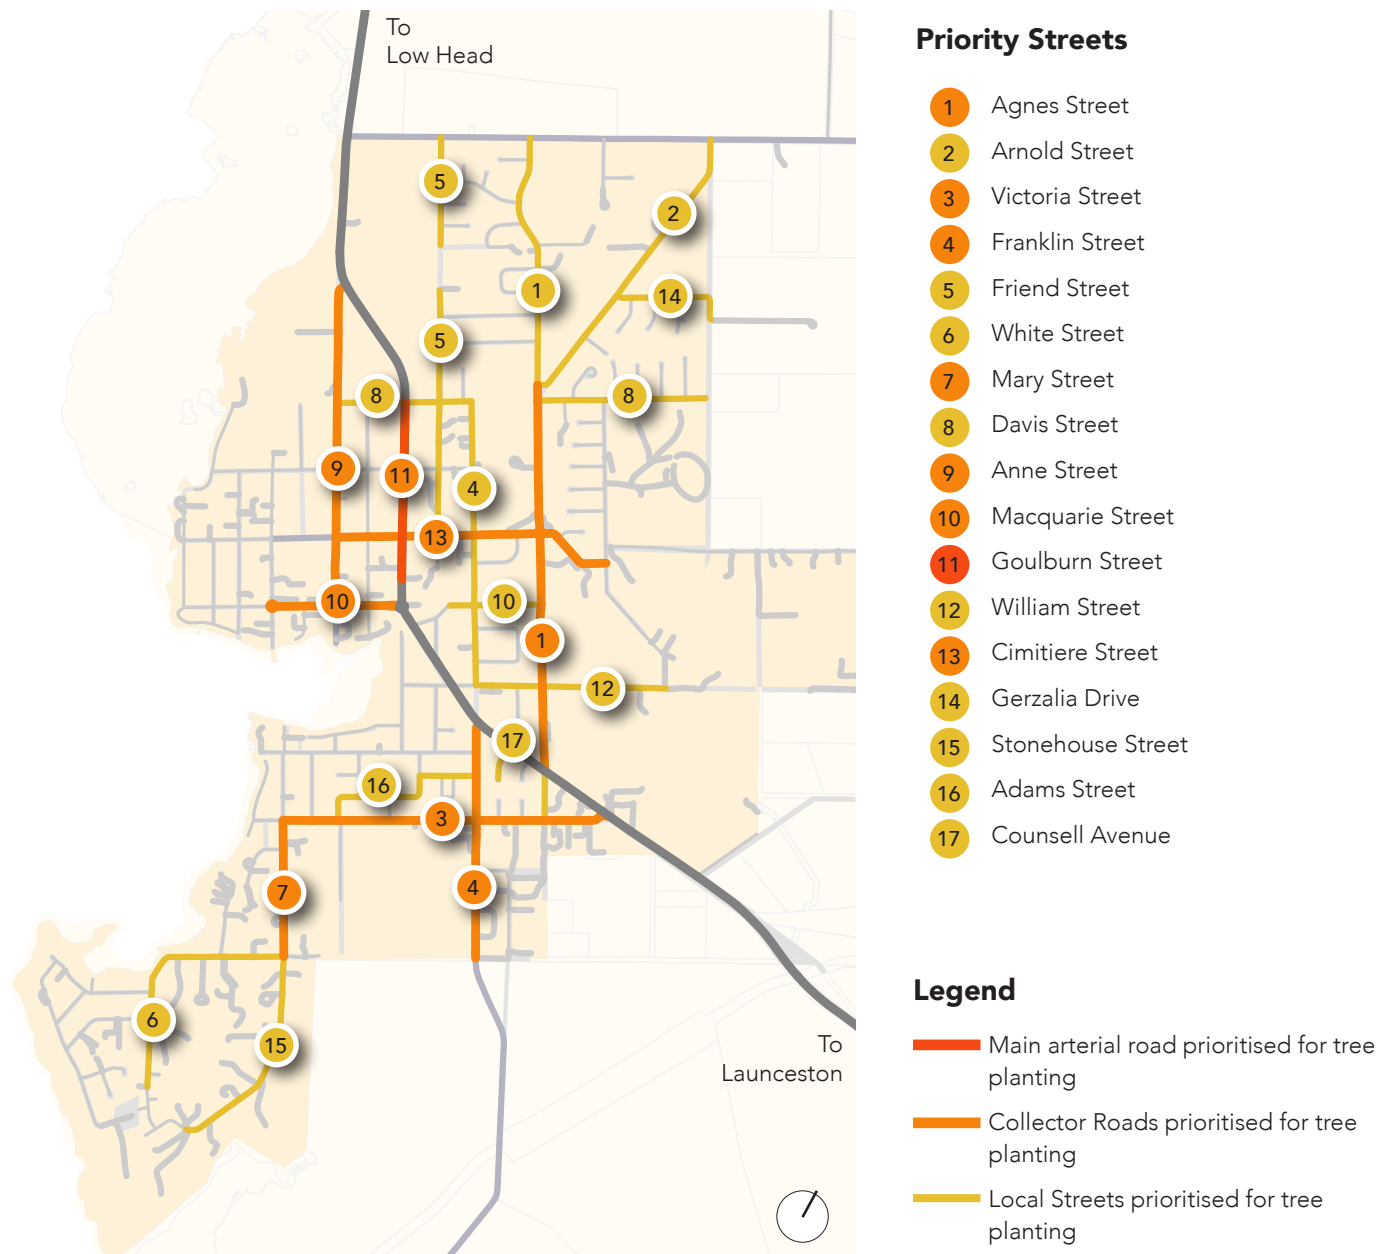 To
Low Head
5
2
1
14
5
8
8
9
11
4
13
10
10
1
12
17
16
3
7
4
6
15
To
Launceston
Priority Streets
1 Agnes Street
2 Arnold Street
3 Victoria Street
4 Franklin Street
5 Friend Street
6 White Street
7 Mary Street
8 Davis Street
9 Anne Street
10 Macquarie Street
11 Goulburn Street
12 William Street
13 Cimitiere Street
14 Gerzalia Drive
15 Stonehouse Street
16 Adams Street
17 Counsell Avenue
Legend
Main arterial road prioritised for tree
planting
Collector Roads prioritised for tree
planting
Local Streets prioritised for tree
planting